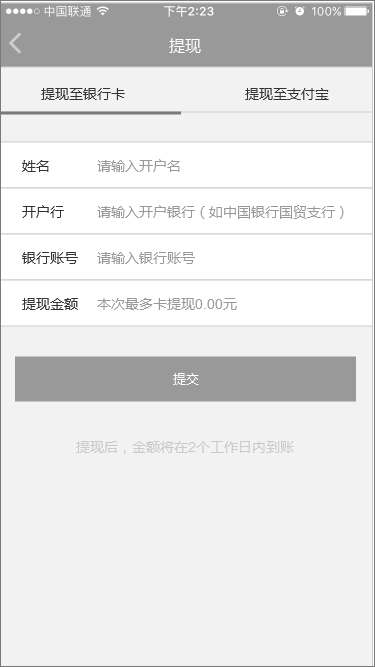 中国联通 下午2:23 100%
提现
提现至银行卡 提现至支付宝
姓名 请输入开户名
开户行 请输入开户银行（如中国银行国贸支行）
银行账号 请输入银行账号
提现金额 本次最多卡提现0.00元
提交
提现后，金额将在2个工作日内到账